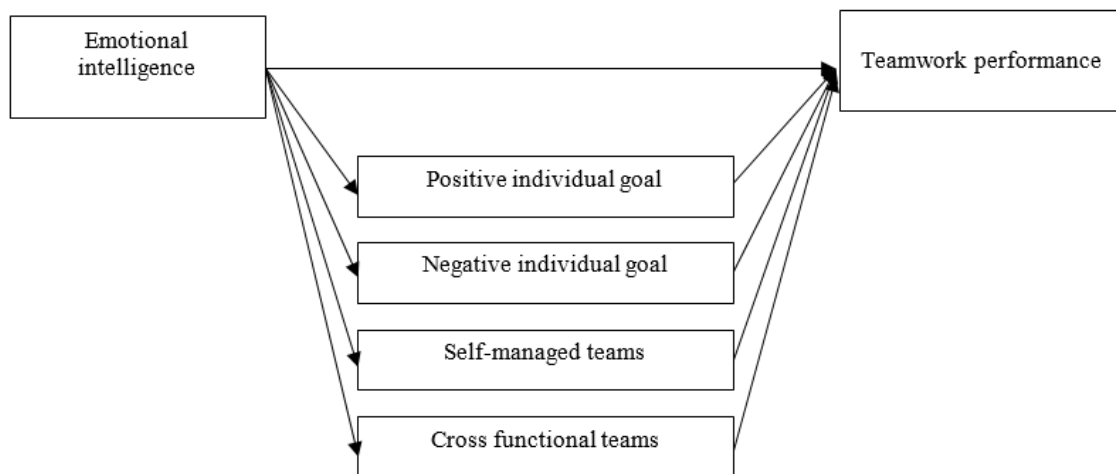 Emotional
intelligence
Teamwork performance
Positive individual goal
Negative individual goal
Self-managed teams
Cross functional teams